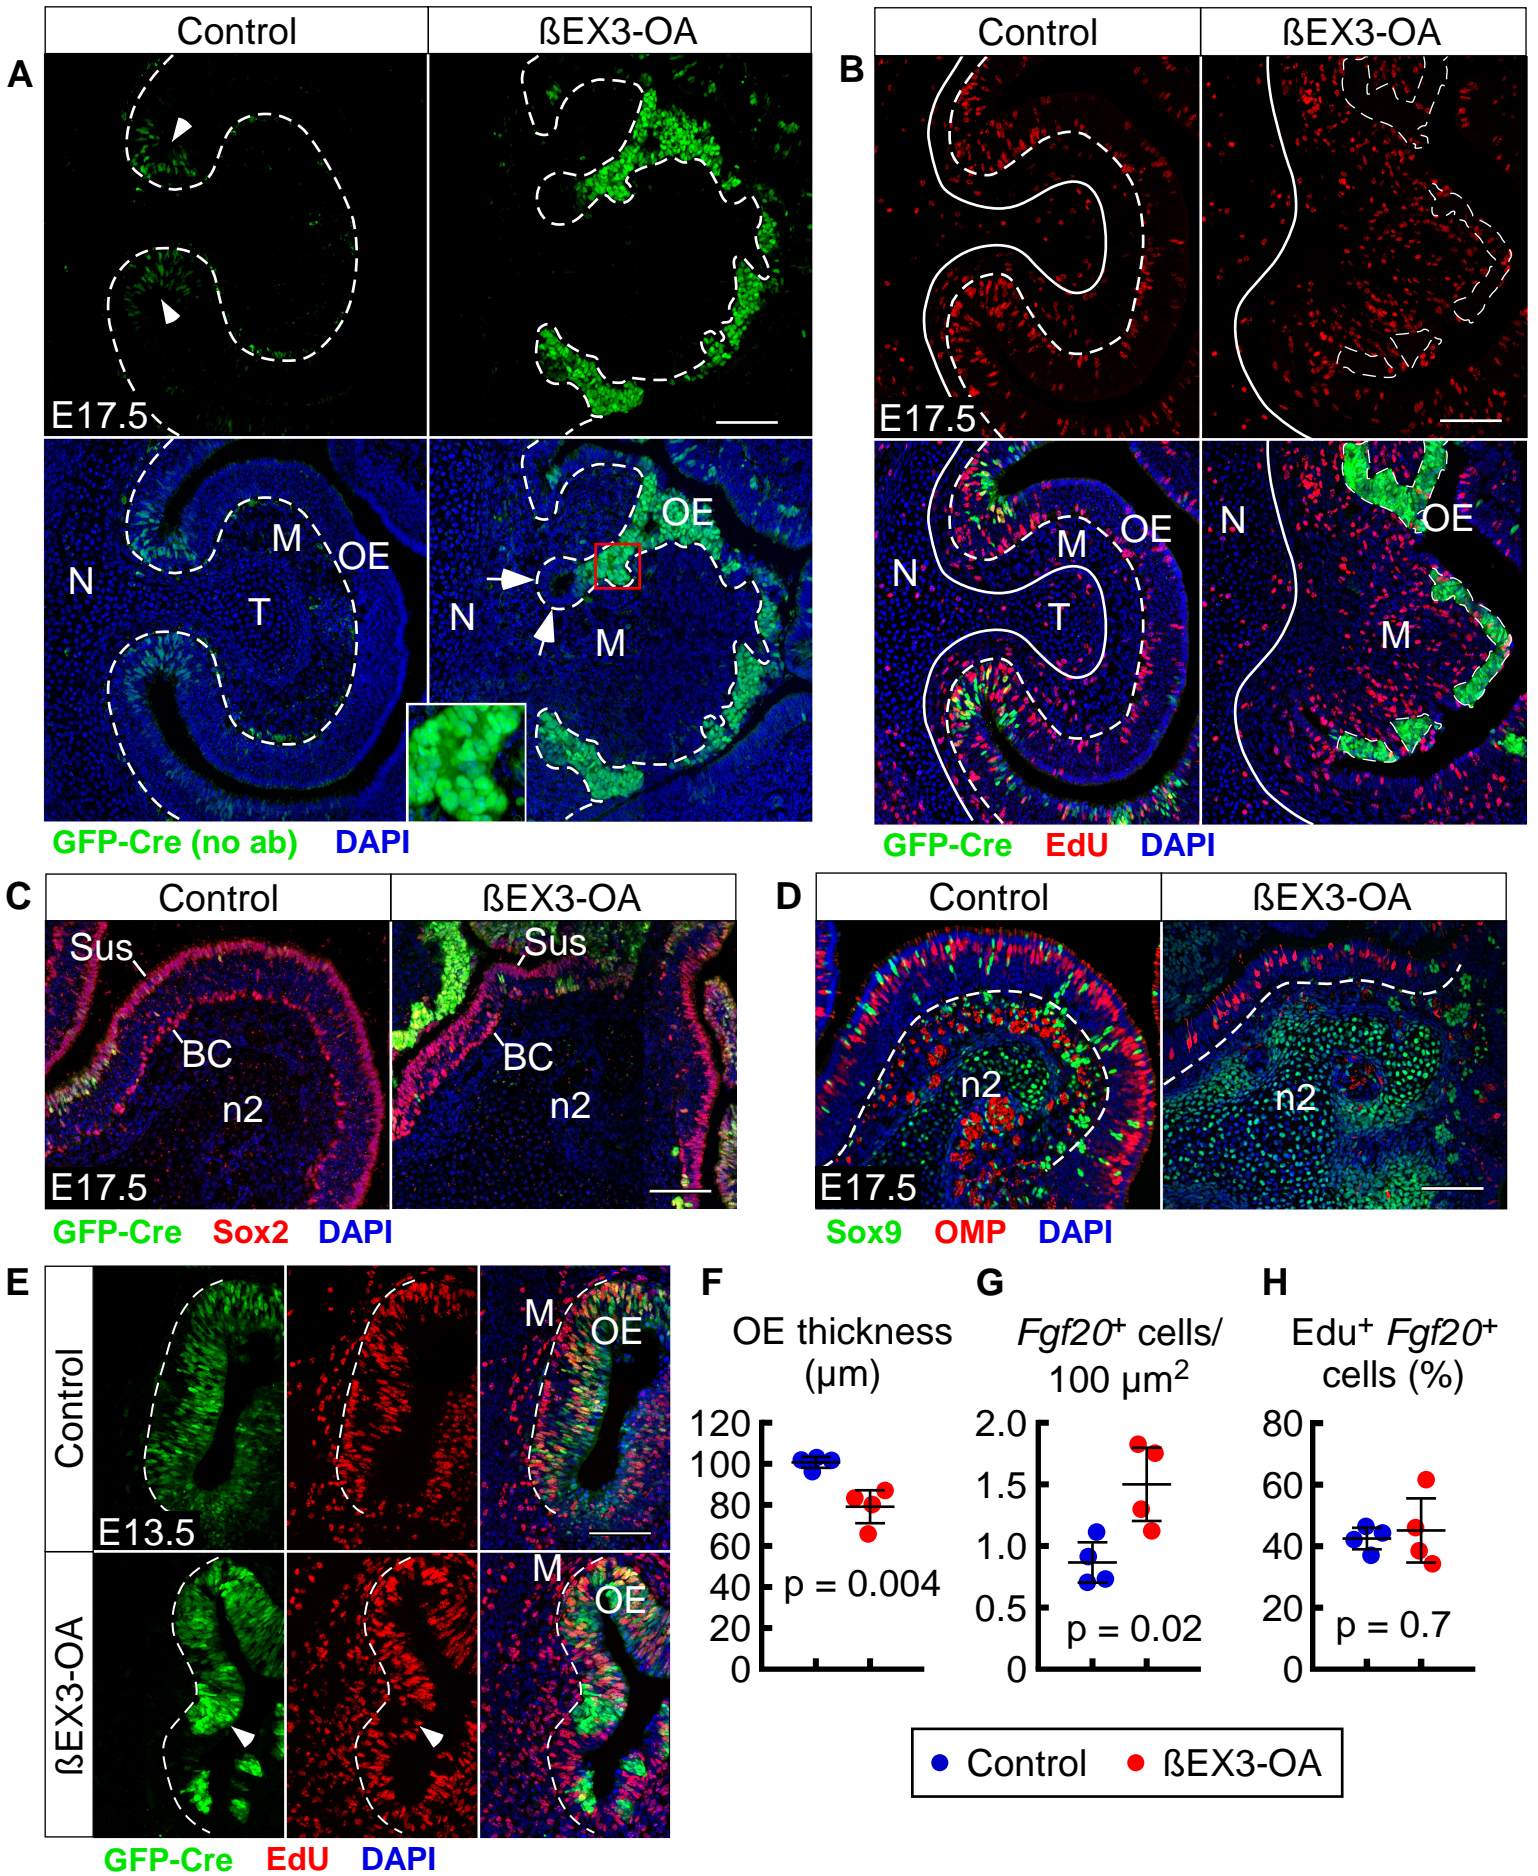 Control
ßEX3-OA
A
E17.5
N
M
OE
T
OE
N
M
GFP-Cre (no ab) DAPI
Control
ßEX3-OA
B
E17.5
N
M
OE
T
N
OE
M
GFP-Cre EdU DAPI
C
Control
ßEX3-OA
Sus
BC
n2
E17.5
Sus
BC
n2
GFP-Cre Sox2 DAPI
D
Control
ßEX3-OA
n2
E17.5
n2
Sox9 OMP DAPI
E
Control
E13.5
M
OE
ßEX3-OA
M
OE
GFP-Cre EdU DAPI
F
OE thickness
(µm)
120
100
80
60
40
20
0
p = 0.004
G
Fgf20⁺ cells/
100 µm²
2.0
1.5
1.0
0.5
0
p = 0.02
H
Edu⁺ Fgf20⁺
cells (%)
80
60
40
20
0
p = 0.7
Control ßEX3-OA